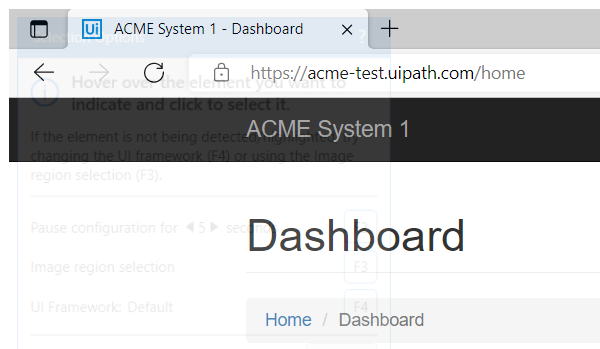 Selection Options ?
Ui ACME System 1 - Dashboard
https://acme-test.uipath.com/home
Hover over the element you want to
indicate and click to select it.
ACME System 1
If the element is not being detected/highlighted, try
changing the UI framework (F4) or using the Image
region selection (F3).
Dashboard
Pause configuration for 5 seconds
Image region selection F3
UI Framework: Default F4
Home / Dashboard